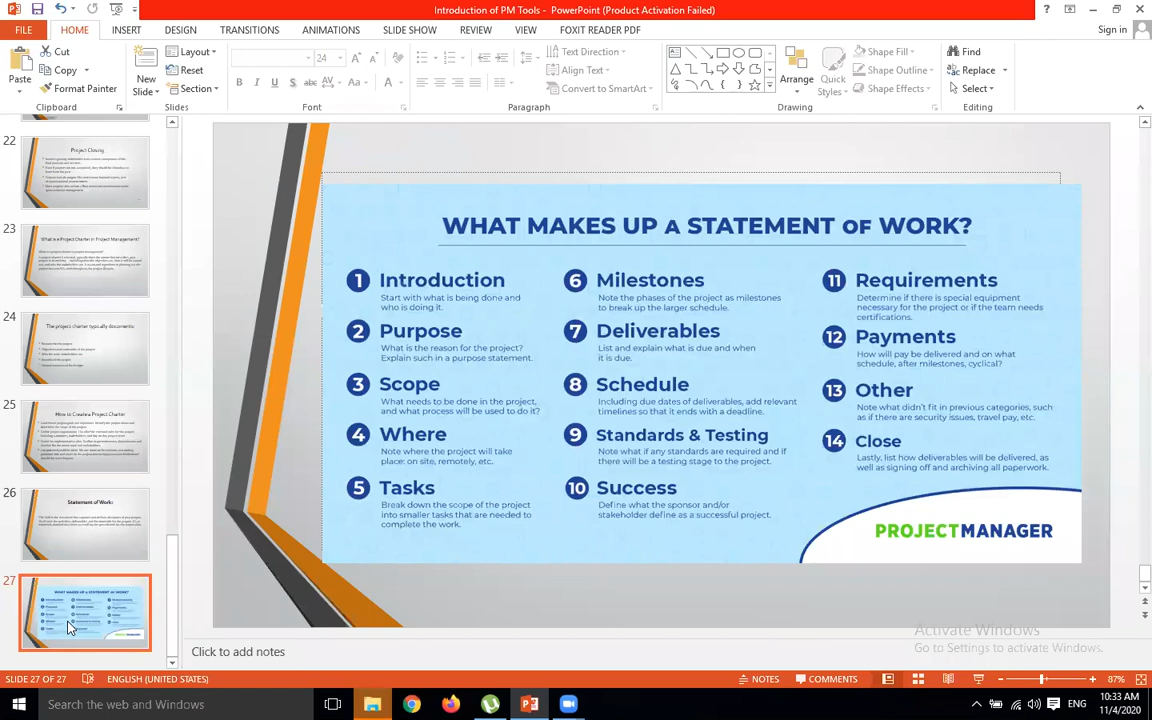 Introduction of PM Tools - PowerPoint (Product Activation Failed)
FILE HOME INSERT DESIGN TRANSITIONS ANIMATIONS SLIDE SHOW REVIEW VIEW FOXIT READER PDF Sign in
Paste
Cut
Copy
Format Painter
Clipboard
New
Slide
Layout
Reset
Section
Slides
24
Aa
Font
Text Direction
Align Text
Convert to SmartArt
Paragraph
Arrange
Quick
Styles
Shape Fill
Shape Outline
Shape Effects
Drawing
Find
Replace
Select
Editing
22
Project Closing
23
What is a Project Charter in Project Management?
24
The project charter typically documents:
25
How to Create a Project Charter
26
Statement of Work:
27
WHAT MAKES UP A STATEMENT OF WORK?
WHAT MAKES UP A STATEMENT OF WORK?
1 Introduction
Start with what is being done and
who is doing it.
2 Purpose
What is the reason for the project?
Explain such in a purpose statement.
3 Scope
What needs to be done in the project,
and what process will be used to do it?
4 Where
Note where the project will take
place: on site, remotely, etc.
5 Tasks
Break down the scope of the project
into smaller tasks that are needed to
complete the work.
6 Milestones
Note the phases of the project as milestones
to break up the larger schedule.
7 Deliverables
List and explain what is due and when
it is due.
8 Schedule
Including due dates of deliverables, add relevant
timelines so that it ends with a deadline.
9 Standards & Testing
Note what if any standards are required and if
there will be a testing stage to the project.
10 Success
Define what the sponsor and/or
stakeholder define as a successful project.
11 Requirements
Determine if there is special equipment
necessary for the project or if the team needs
certifications.
12 Payments
How will pay be delivered and on what
schedule, after milestones, cyclical?
13 Other
Note what didn't fit in previous categories, such
as if there are security issues, travel pay, etc.
14 Close
Lastly, list how deliverables will be delivered, as
well as signing off and archiving all paperwork.
PROJECTMANAGER
Activate Windows
Go to Settings to activate Windows.
Click to add notes
SLIDE 27 OF 27 ENGLISH (UNITED STATES) NOTES COMMENTS 87%
Search the web and Windows
ENG
10:33 AM
11/4/2020